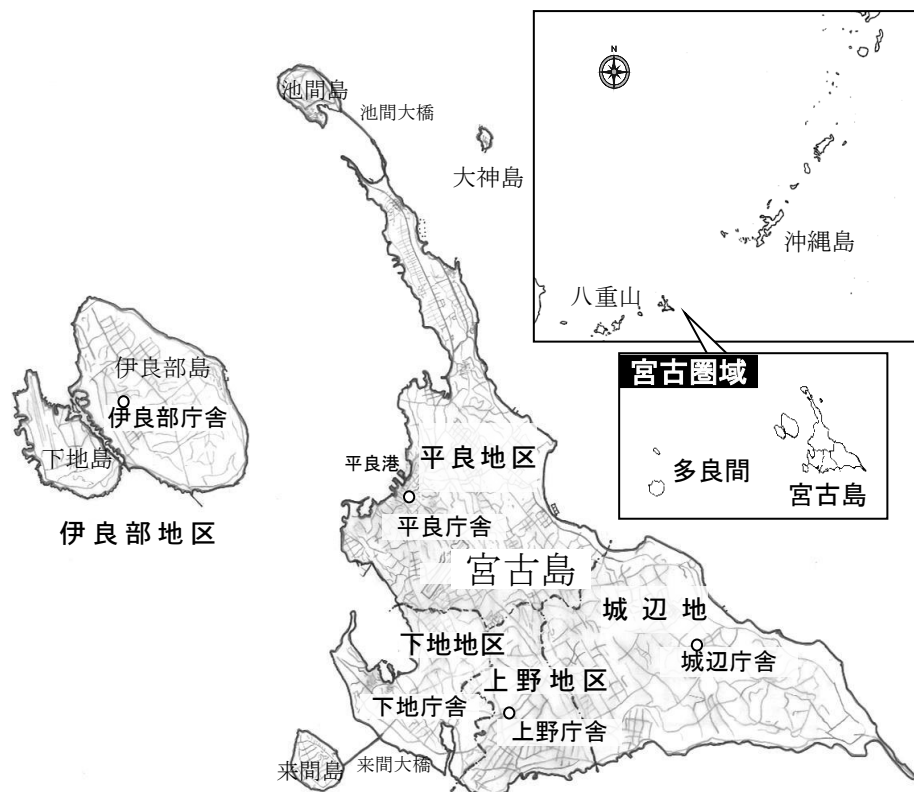 池間島
池間大橋
大神島
N
沖縄島
八重山
宮古圏域
多良間
宮古島
伊良部島
伊良部庁舎
下地島
伊良部地区
平良港
平良地区
平良庁舎
宮古島
城辺地
城辺庁舎
下地地区
上野地区
下地庁舎
上野庁舎
来間島
来間大橋